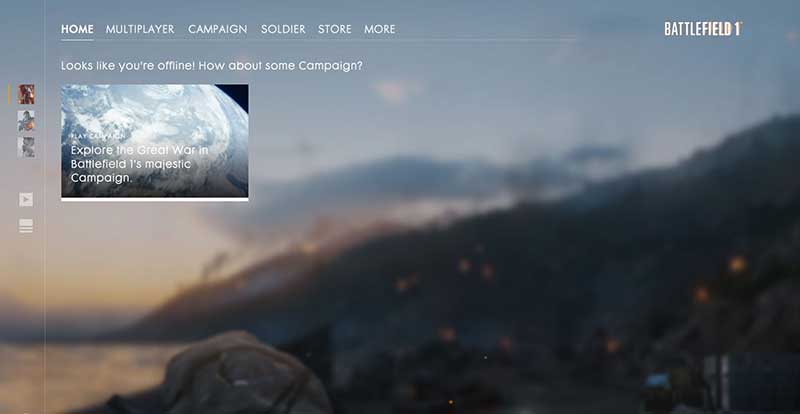 HOME MULTIPLAYER CAMPAIGN SOLDIER STORE MORE
BATTLEFIELD 1
Looks like you're offline! How about some Campaign?
PLAY CAMPAIGN
Explore the Great War in
Battlefield 1's majestic
Campaign.